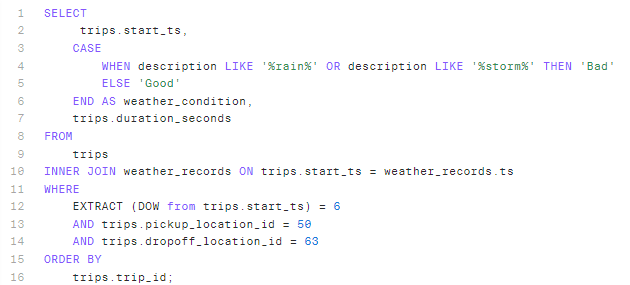 1 SELECT
2 trips.start_ts,
3 CASE
4 WHEN description LIKE '%rain%' OR description LIKE '%storm%' THEN 'Bad'
5 ELSE 'Good'
6 END AS weather_condition,
7 trips.duration_seconds
8 FROM
9 trips
10 INNER JOIN weather_records ON trips.start_ts = weather_records.ts
11 WHERE
12 EXTRACT (DOW from trips.start_ts) = 6
13 AND trips.pickup_location_id = 50
14 AND trips.dropoff_location_id = 63
15 ORDER BY
16 trips.trip_id;